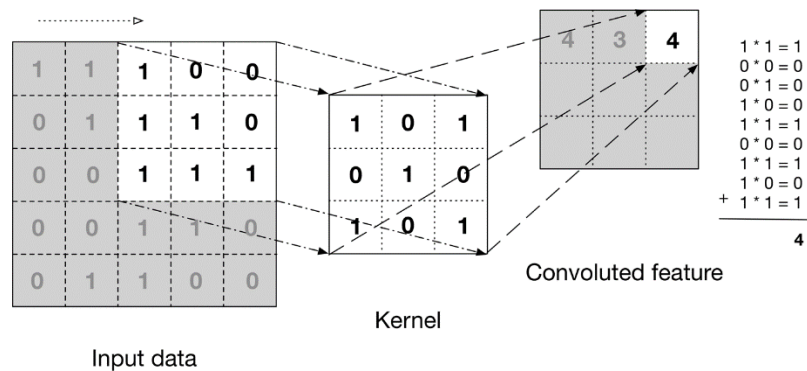 1 1 1 0 0
0 1 1 1 0
0 0 1 1 1
0 0 1 1 0
0 1 1 0 0
Input data
1 0 1
0 1 0
1 0 1
Kernel
4 3 4
Convoluted feature
1 * 1 = 1
0 * 0 = 0
0 * 1 = 0
1 * 0 = 0
1 * 1 = 1
0 * 0 = 0
1 * 1 = 1
1 * 0 = 0
+ 1 * 1 = 1
4